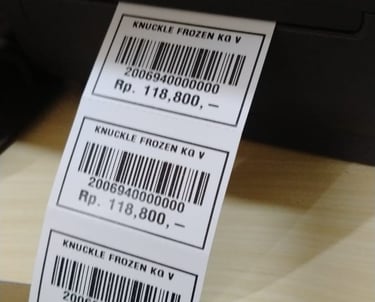 KNUCKLE FROZEN KG V
2006940000000
Rp. 118,800,–
KNUCKLE FROZEN KG V
2006940000000
Rp. 118,800,–
KNUCKLE FROZEN KG V